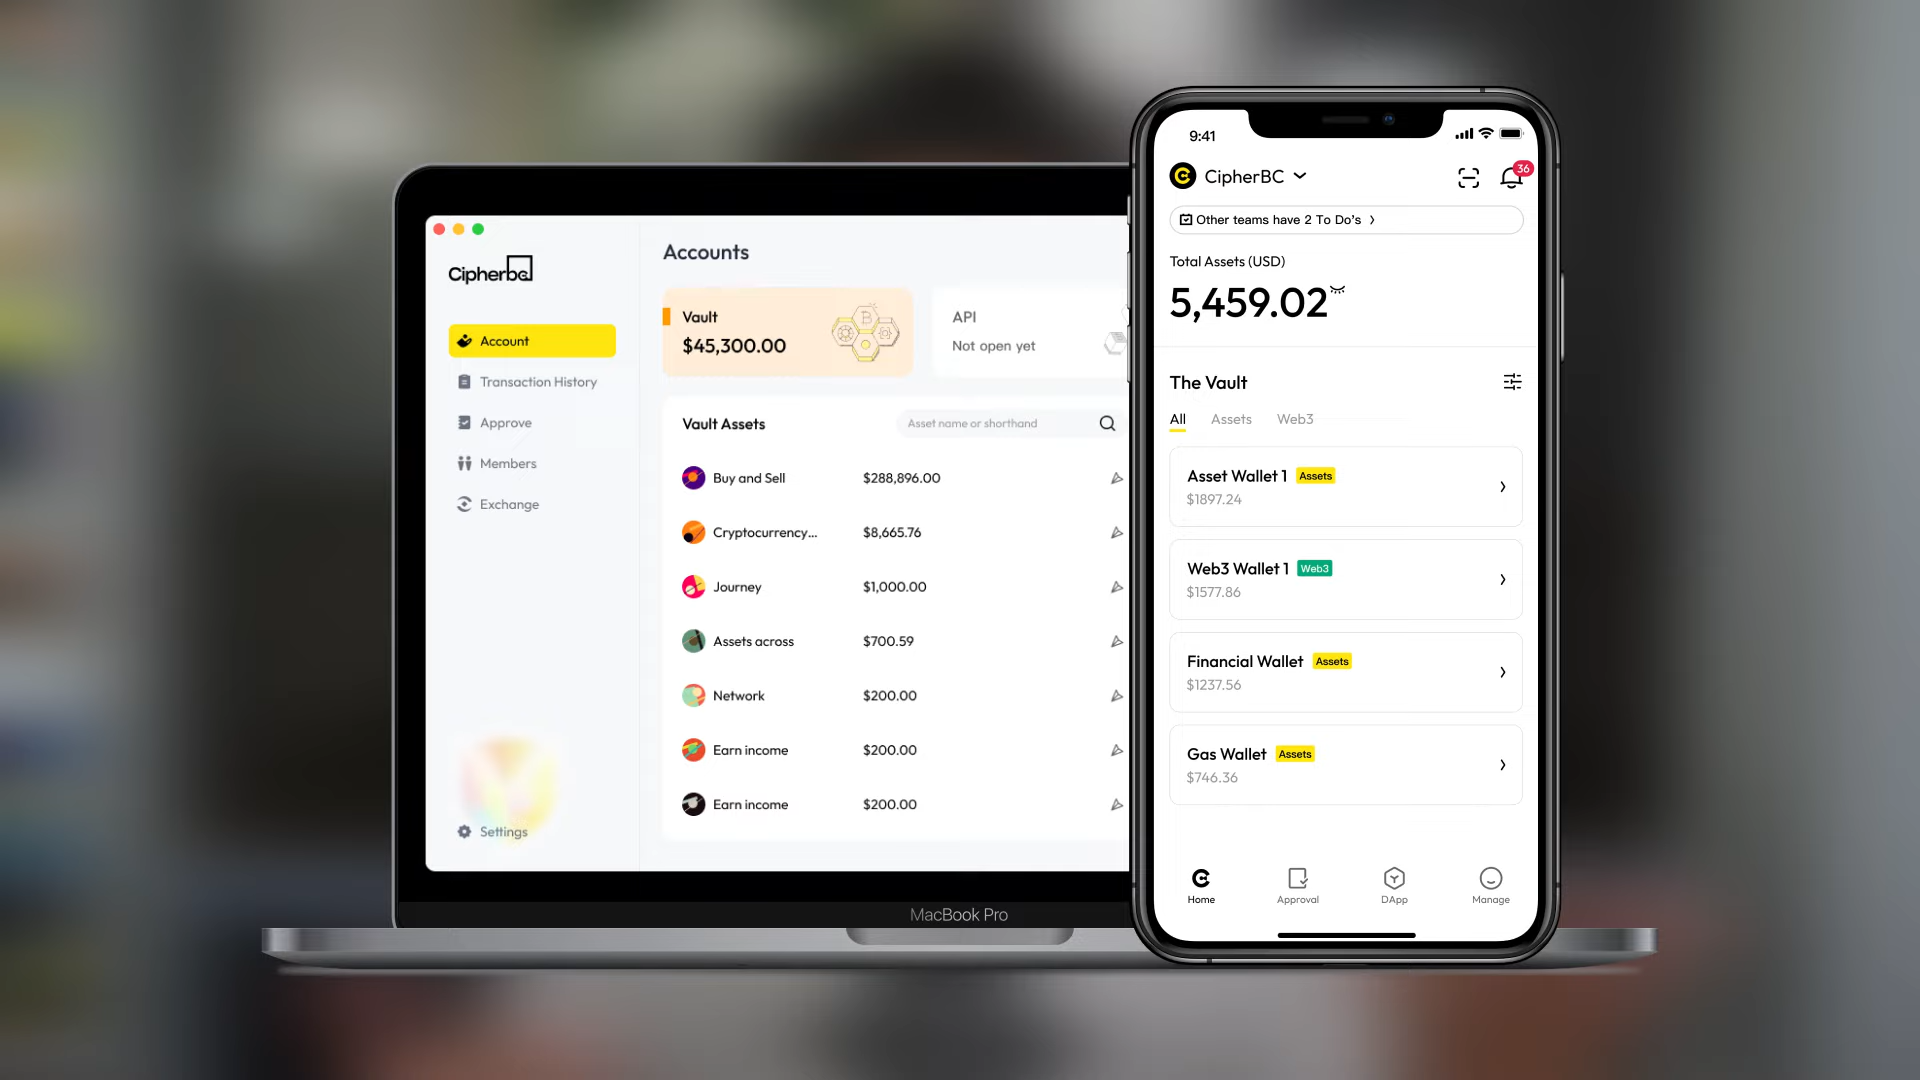 Cipherbc
Account
Transaction History
Approve
Members
Exchange
Settings
Accounts
Vault
$45,300.00
API
Not open yet
Vault Assets
Asset name or shorthand
Buy and Sell $288,896.00
Cryptocurrency... $8,665.76
Journey $1,000.00
Assets across $700.59
Network $200.00
Earn income $200.00
Earn income $200.00
MacBook Pro
9:41
CipherBC
36
Other teams have 2 To Do's
Total Assets (USD)
5,459.02
The Vault
All Assets Web3
Asset Wallet 1 Assets
$1897.24
Web3 Wallet 1 Web3
$1577.86
Financial Wallet Assets
$1237.56
Gas Wallet Assets
$746.36
Home Approval DApp Manage